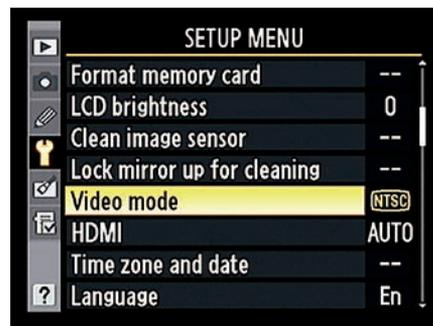 SETUP MENU
Format memory card --
LCD brightness 0
Clean image sensor --
Lock mirror up for cleaning --
Video mode NTSC
HDMI AUTO
Time zone and date --
? Language En